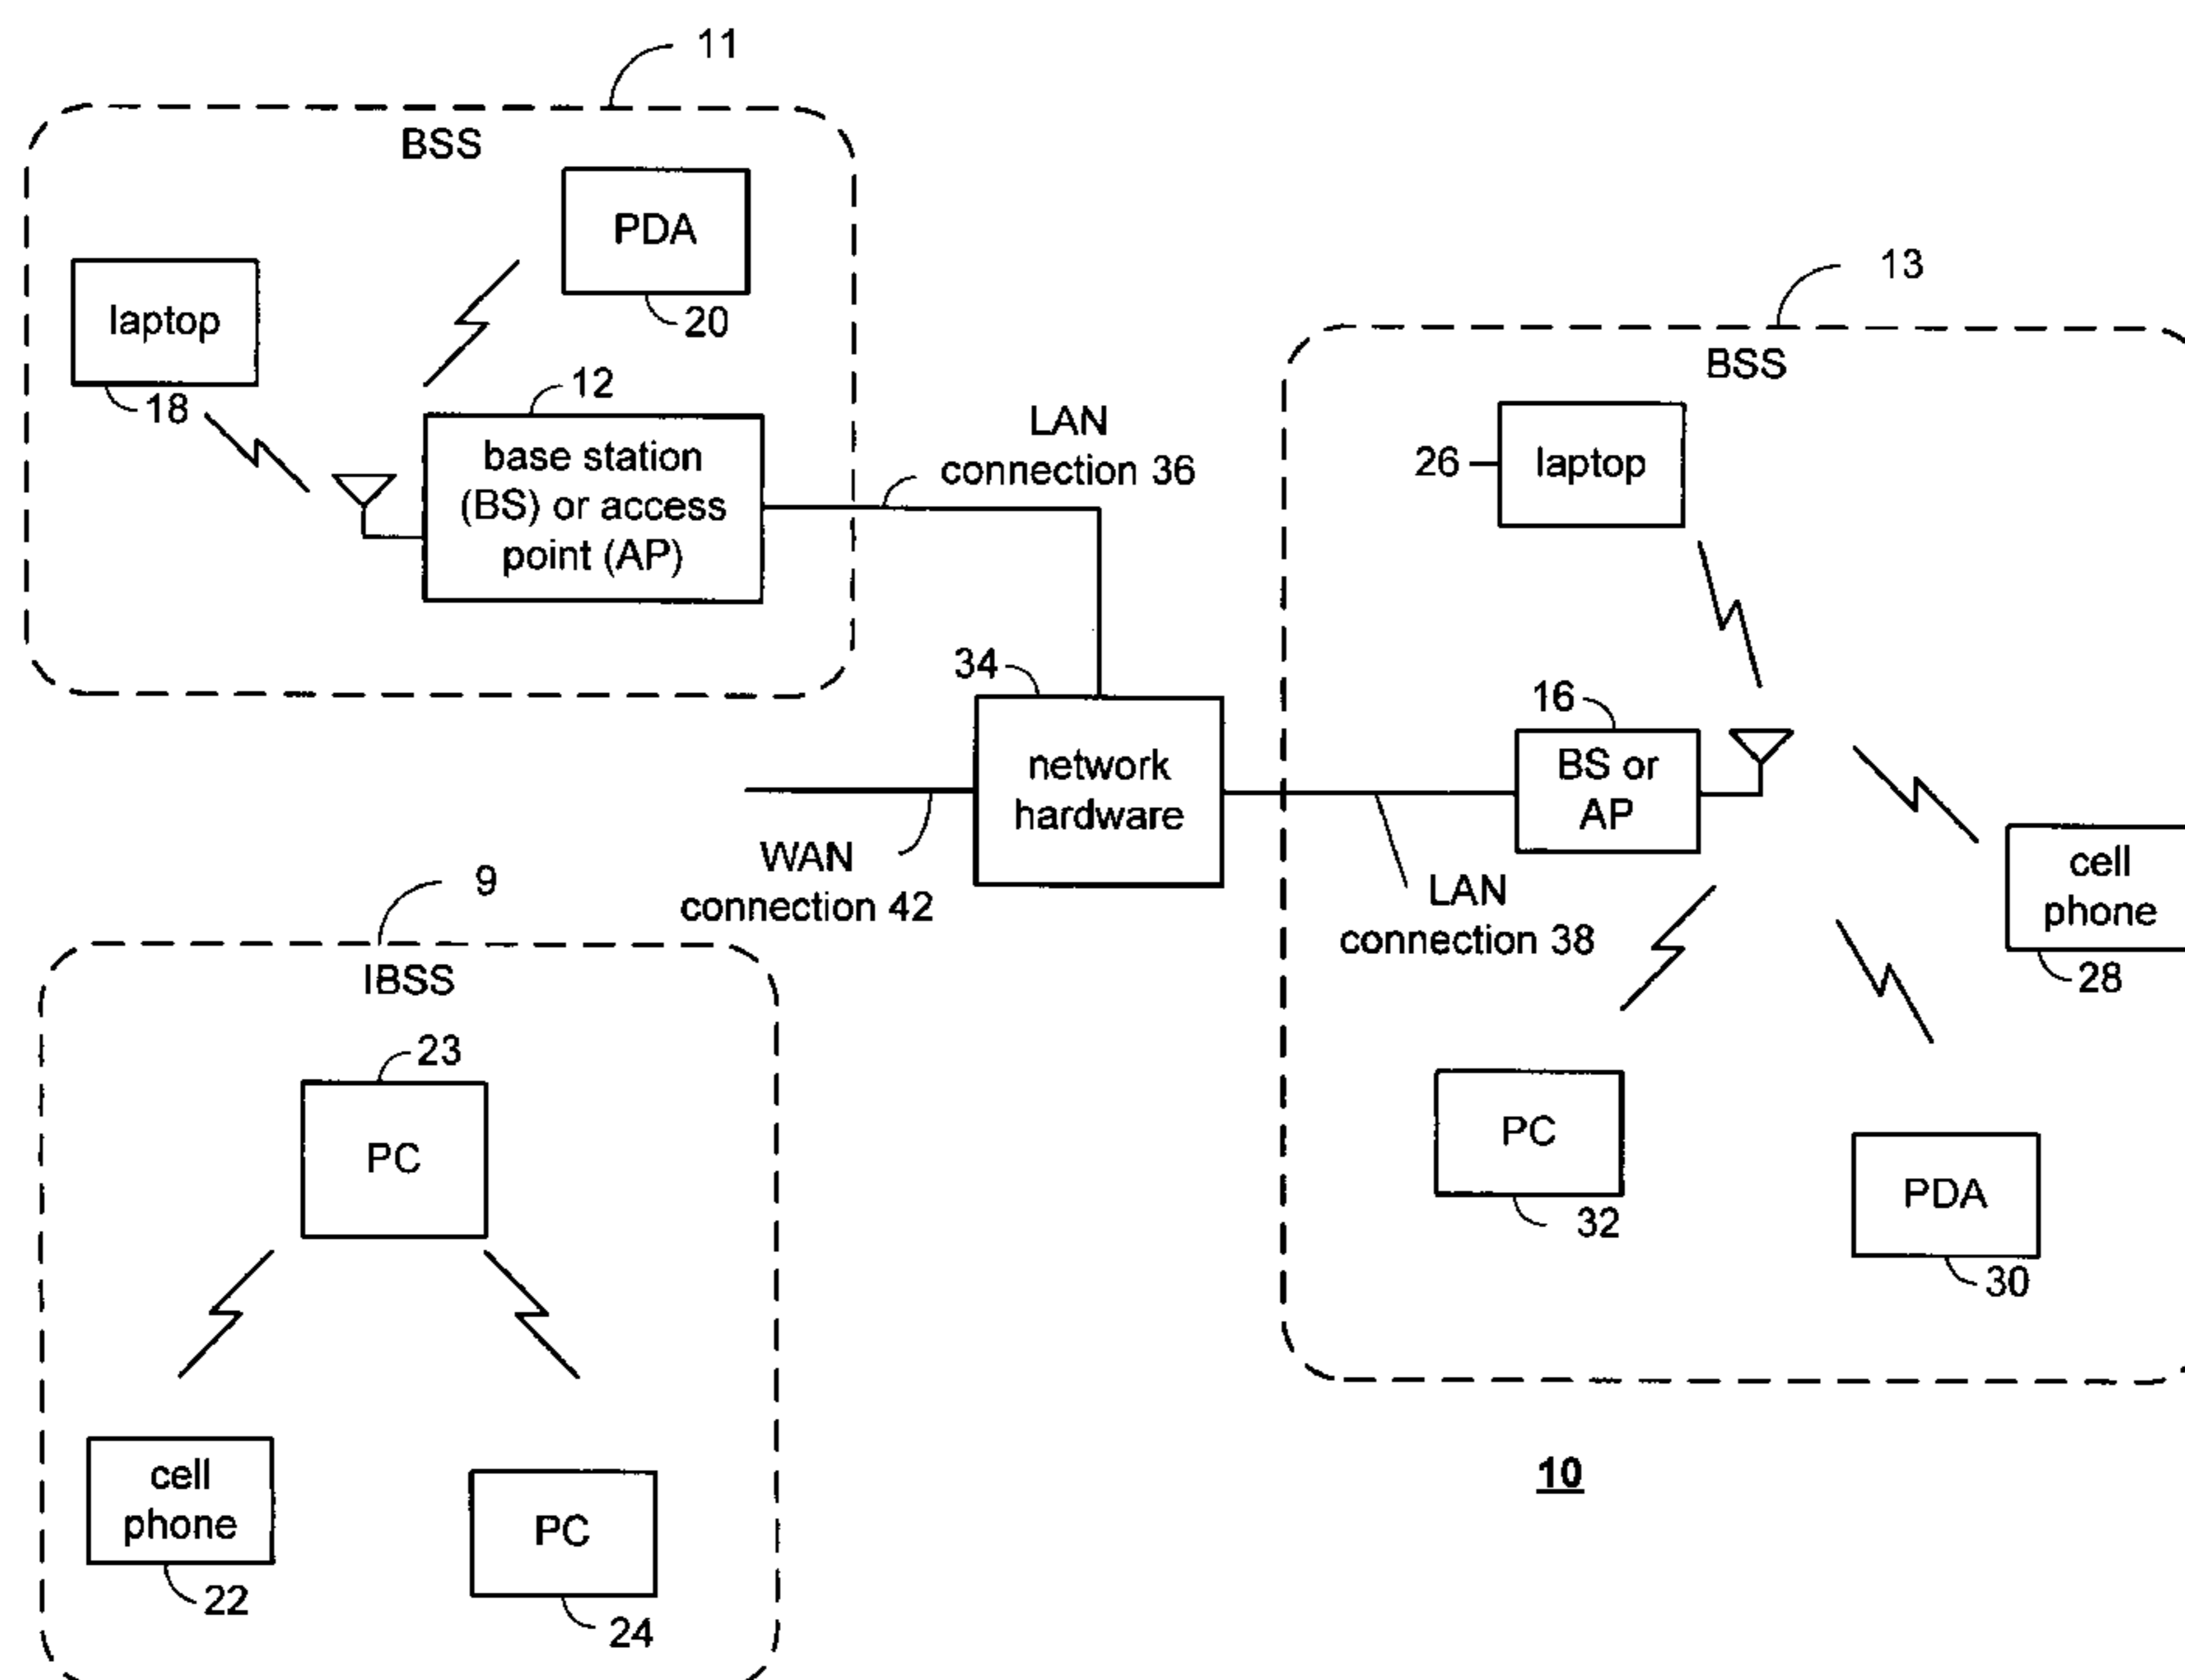 11
BSS
PDA
20
laptop
18
12
base station
(BS) or access
point (AP)
LAN
connection 36
13
BSS
26
laptop
34
network
hardware
16
BS or
AP
WAN
connection 42
LAN
connection 38
cell
phone
28
9
IBSS
23
PC
PC
32
PDA
30
cell
phone
22
PC
24
10